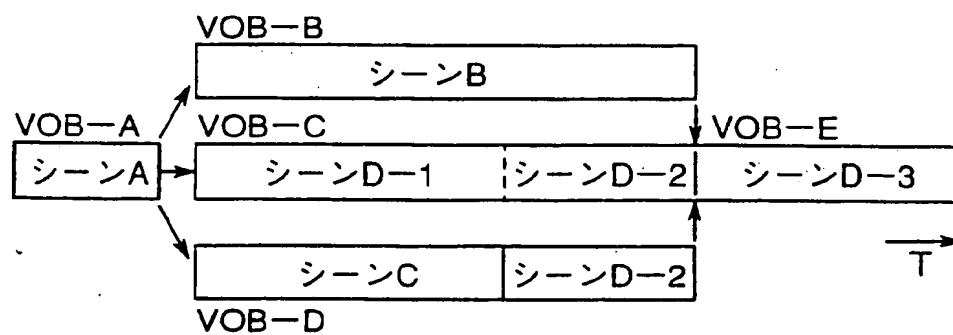 VOB—B
シーンB
VOB—A
VOB—C
VOB—E
シーンA
シーンD—1
シーンD—2
シーンD—3
シーンC
シーンD—2
T
VOB—D